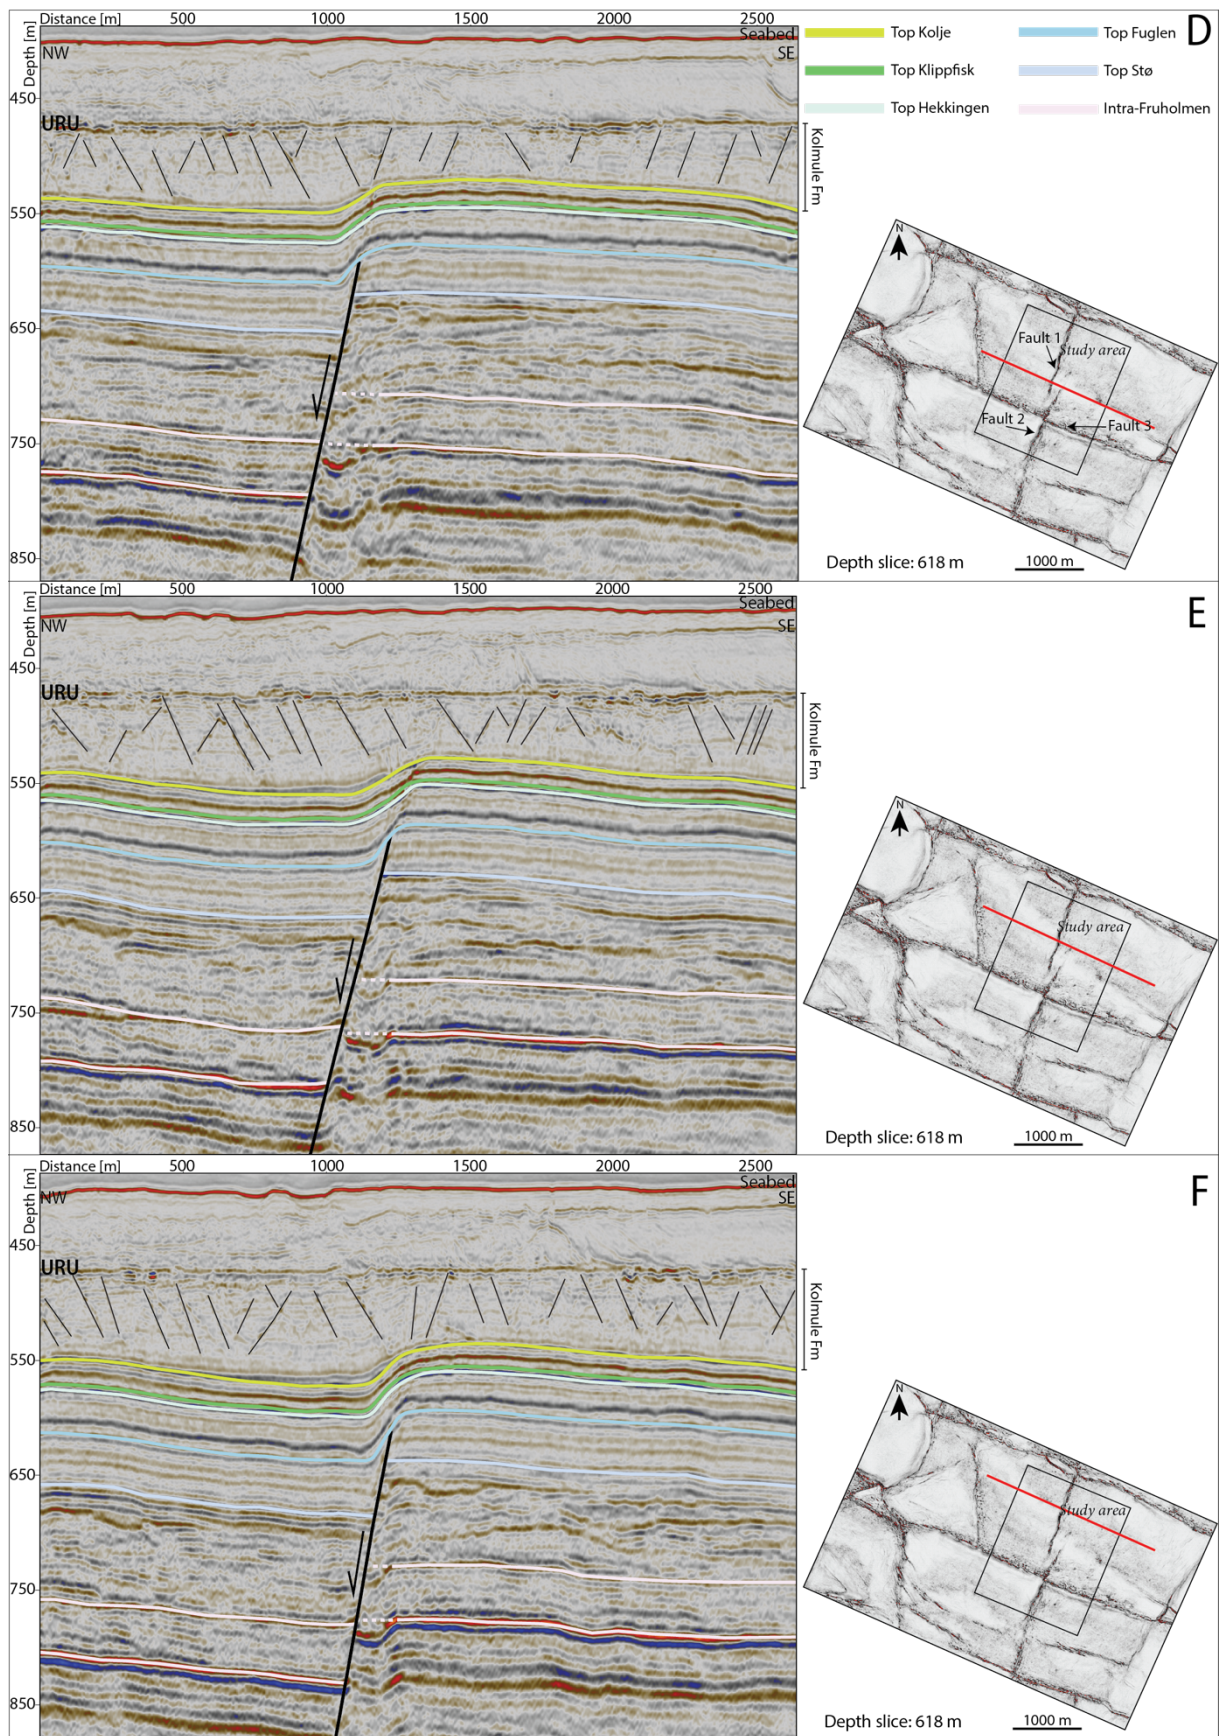 Distance [m] 500 1000 1500 2000 2500
Depth [m]
Seabed
NW SE
450
URU
550
650
750
850
Kolmule Fm
Top Kolje Top Fuglen
Top Klippfisk Top Stø
Top Hekkingen Intra-Fruholmen
D
N
Fault 1
Study area
Fault 2
Fault 3
Depth slice: 618 m 1000 m
Distance [m] 500 1000 1500 2000 2500
Depth [m]
Seabed
NW SE
450
URU
550
650
750
850
Kolmule Fm
E
N
Study area
Depth slice: 618 m 1000 m
Distance [m] 500 1000 1500 2000 2500
Depth [m]
Seabed
NW SE
450
URU
550
650
750
850
Kolmule Fm
F
N
Study area
Depth slice: 618 m 1000 m